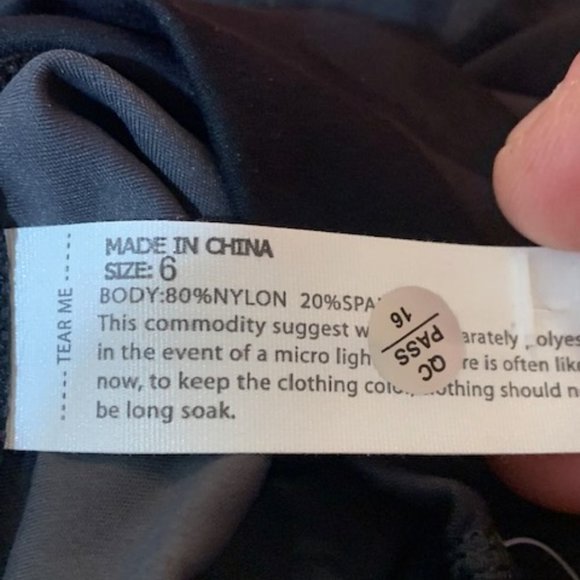 TEAR ME
MADE IN CHINA
SIZE: 6
BODY:80%NYLON 20%SPA
This commodity suggest w arately olyes
in the event of a micro ligh re is often like
now, to keep the clothing colo thing should n
be long soak.
QC
PASS
16